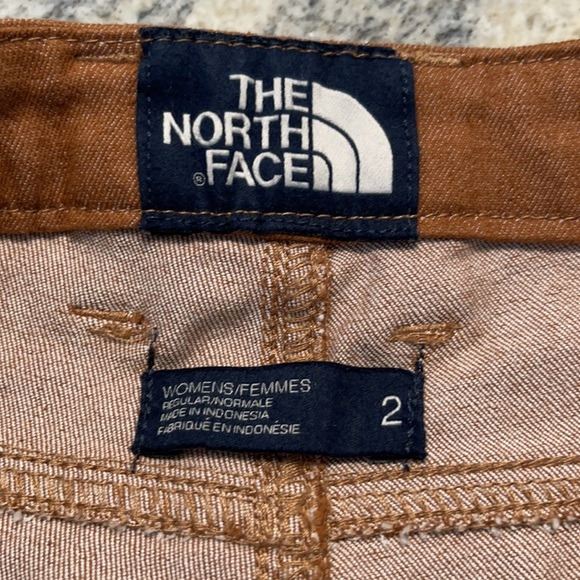 THE
NORTH
FACE
®
WOMENS/FEMMES
REGULAR/NORMALE
MADE IN INDONESIA
FABRIQUÉ EN INDONÉSIE
2